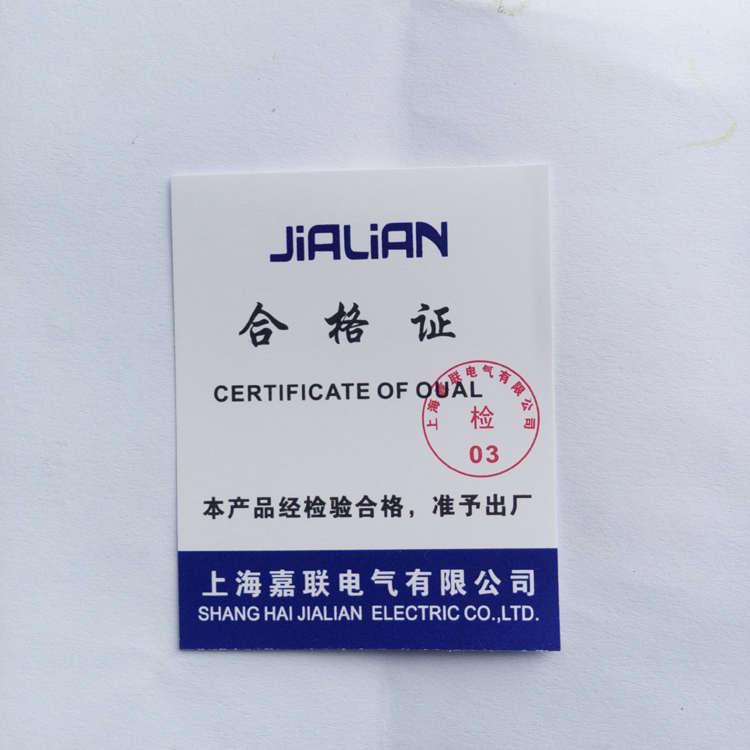 JiALiAN
合格证
CERTIFICATE OF OUAL
上海嘉联电气有限公司
检
03
本产品经检验合格，准予出厂
上海嘉联电气有限公司
SHANG HAI JIALIAN ELECTRIC CO.,LTD.